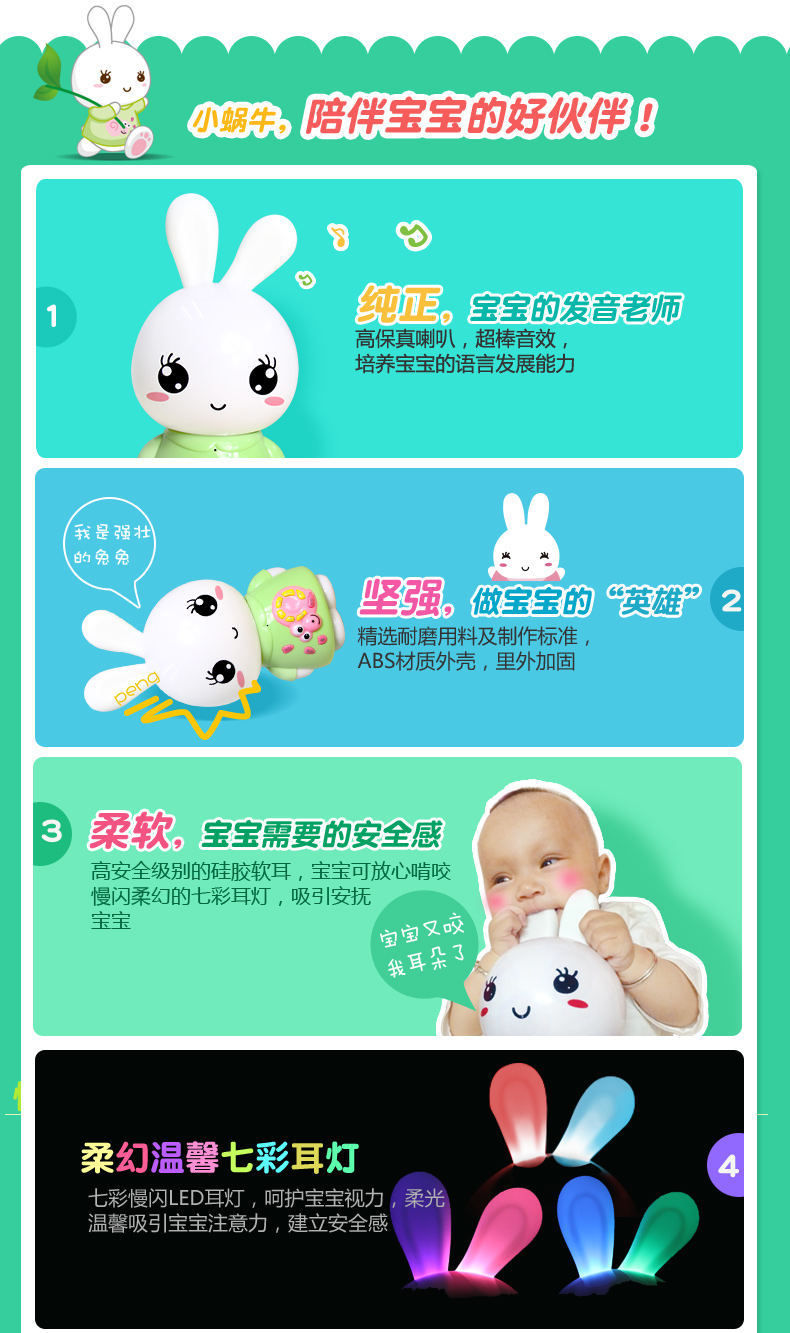 小蜗牛，陪伴宝宝的好伙伴！
1
纯正，宝宝的发音老师
高保真喇叭，超棒音效，
培养宝宝的语言发展能力
我是强壮
的兔兔
peng
坚强，做宝宝的“英雄”
2
精选耐磨用料及制作标准，
ABS材质外壳，里外加固
3
柔软，宝宝需要的安全感
高安全级别的硅胶软耳，宝宝可放心啃咬
慢闪柔幻的七彩耳灯，吸引安抚
宝宝
宝宝又咬
我耳朵了
柔幻温馨七彩耳灯
4
七彩慢闪LED耳灯，呵护宝宝视力，柔光
温馨吸引宝宝注意力，建立安全感